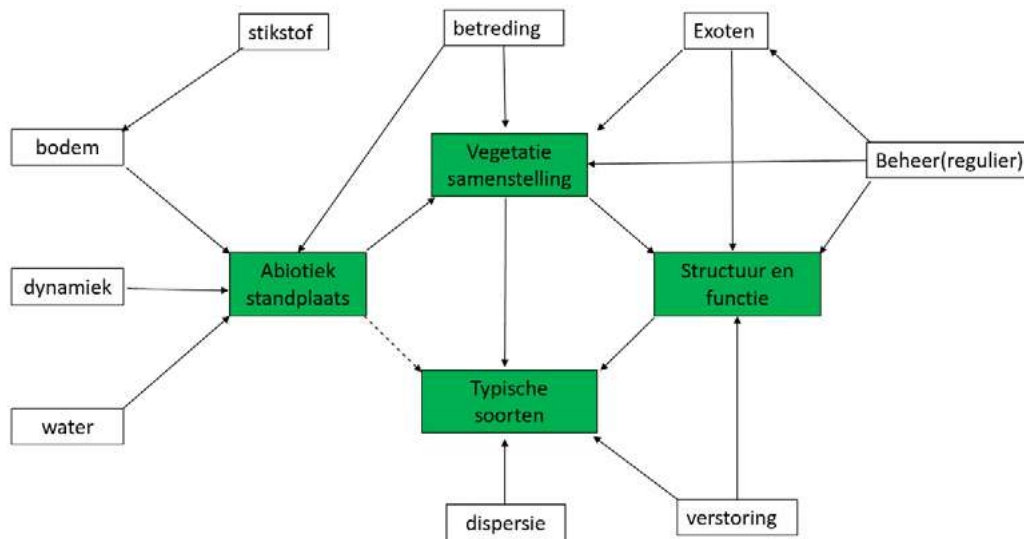 stikstof
betreding
Exoten
bodem
Vegetatie
samenstelling
Beheer(regulier)
dynamiek
Abiotiek
standplaats
Structuur en
functie
water
Typische
soorten
dispersie
verstoring